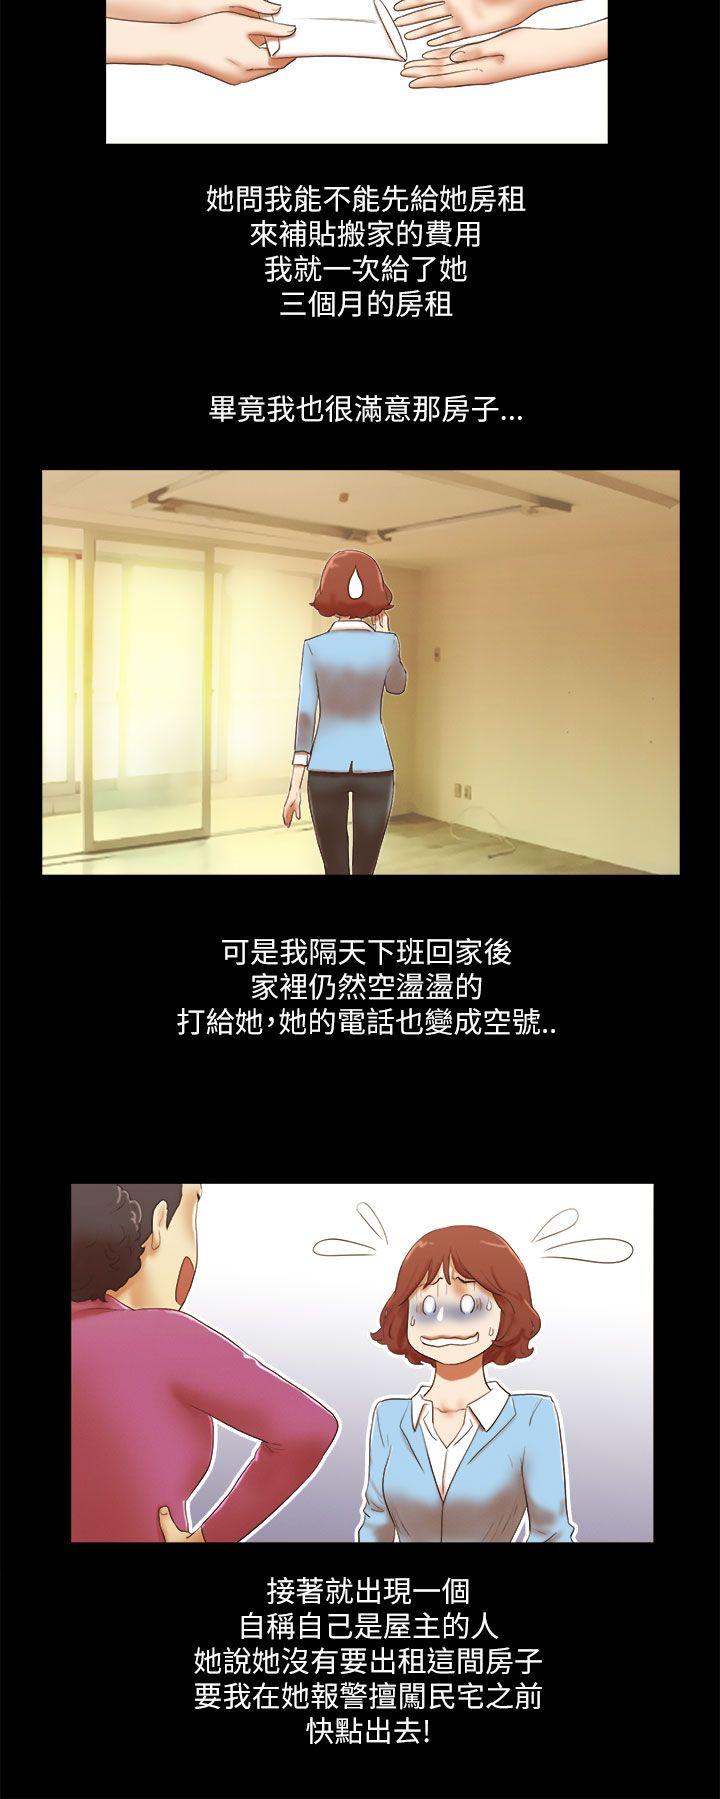 她問我能不能先給她房租
來補貼搬家的費用
我就一次給了她
三個月的房租
畢竟我也很滿意那房子...
可是我隔天下班回家後
家裡仍然空盪盪的
打給她，她的電話也變成空號..
接著就出現一個
自稱自己是屋主的人
她說她沒有要出租這間房子
要我在她報警擅闖民宅之前
快點出去!